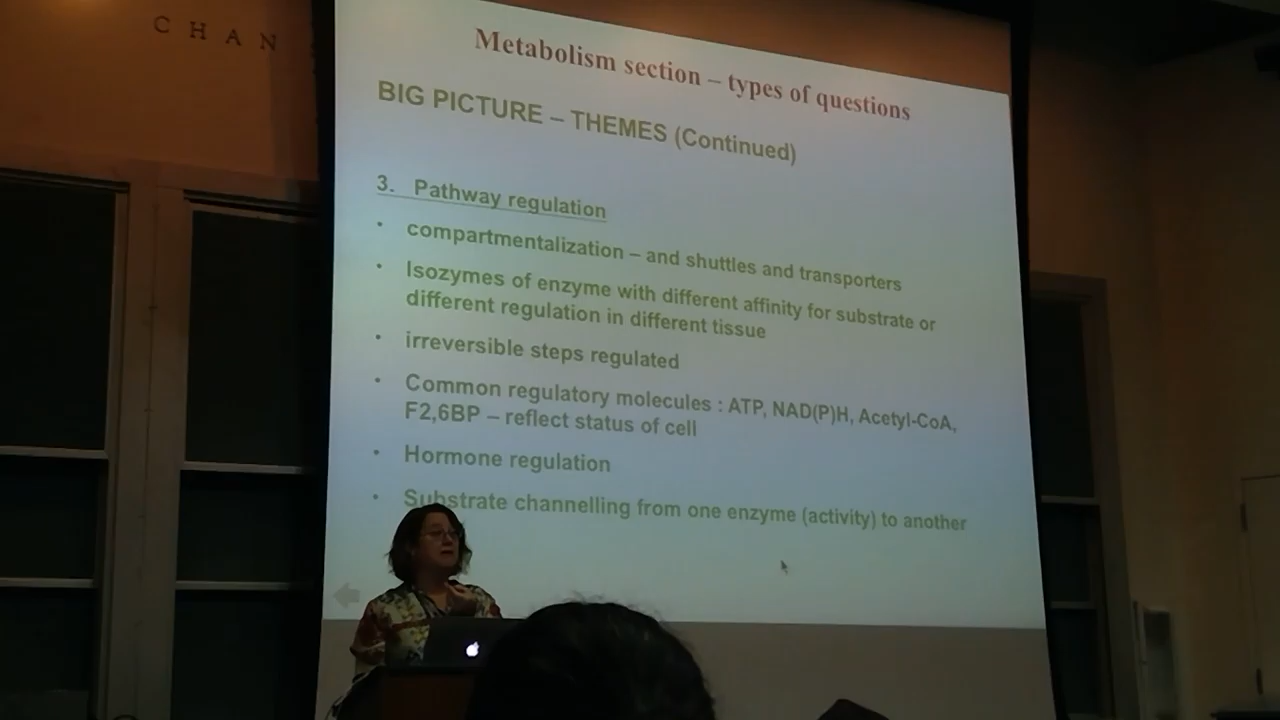 CHAN
Metabolism section – types of questions
BIG PICTURE – THEMES (Continued)
3. Pathway regulation
• compartmentalization – and shuttles and transporters
• Isozymes of enzyme with different affinity for substrate or
different regulation in different tissue
• irreversible steps regulated
• Common regulatory molecules : ATP, NAD(P)H, Acetyl-CoA,
F2,6BP – reflect status of cell
• Hormone regulation
• Substrate channelling from one enzyme (activity) to another